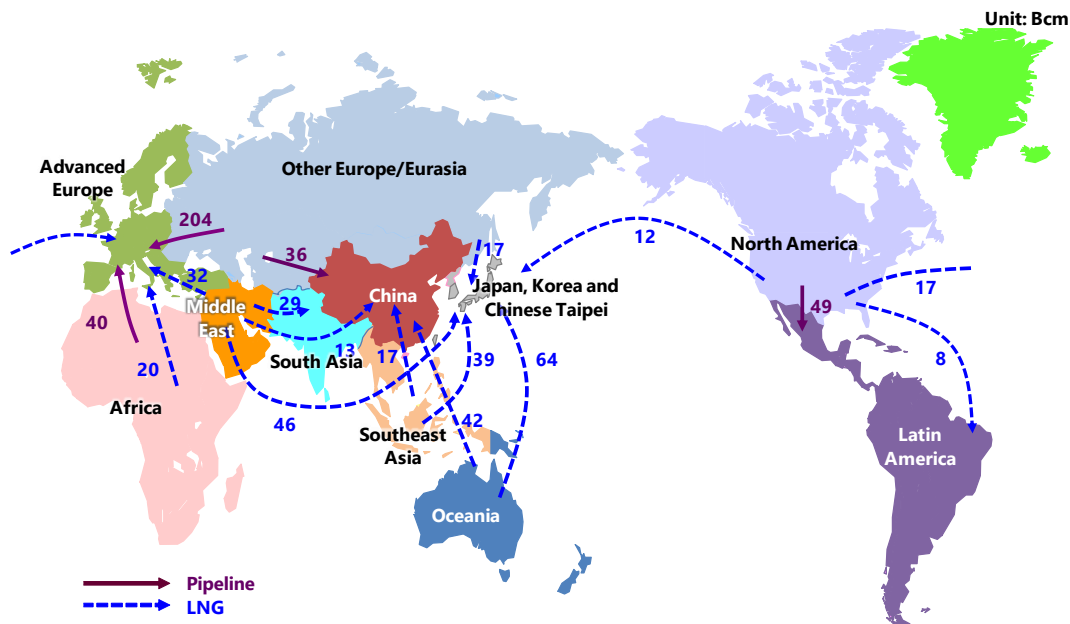 Unit: Bcm
Advanced
Europe
Other Europe/Eurasia
204
36
17
12
North America
32
Middle
East
29
China
Japan, Korea and
Chinese Taipei
17
49
40
13
South Asia
17
39
64
8
20
Africa
46
42
Southeast
Asia
Latin
America
Oceania
Pipeline
LNG